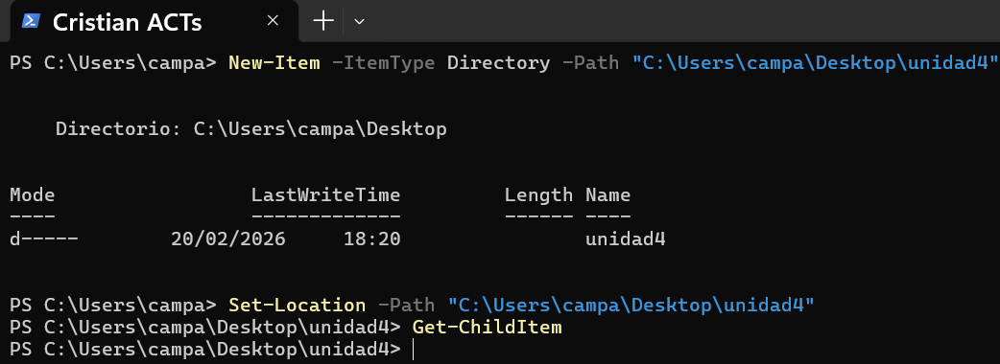 Cristian ACTs
PS C:\Users\campa> New-Item -ItemType Directory -Path "C:\Users\campa\Desktop\unidad4"
Directorio: C:\Users\campa\Desktop
Mode LastWriteTime Length Name
---- ------------- ------ ----
d----- 20/02/2026 18:20 unidad4
PS C:\Users\campa> Set-Location -Path "C:\Users\campa\Desktop\unidad4"
PS C:\Users\campa\Desktop\unidad4> Get-ChildItem
PS C:\Users\campa\Desktop\unidad4>